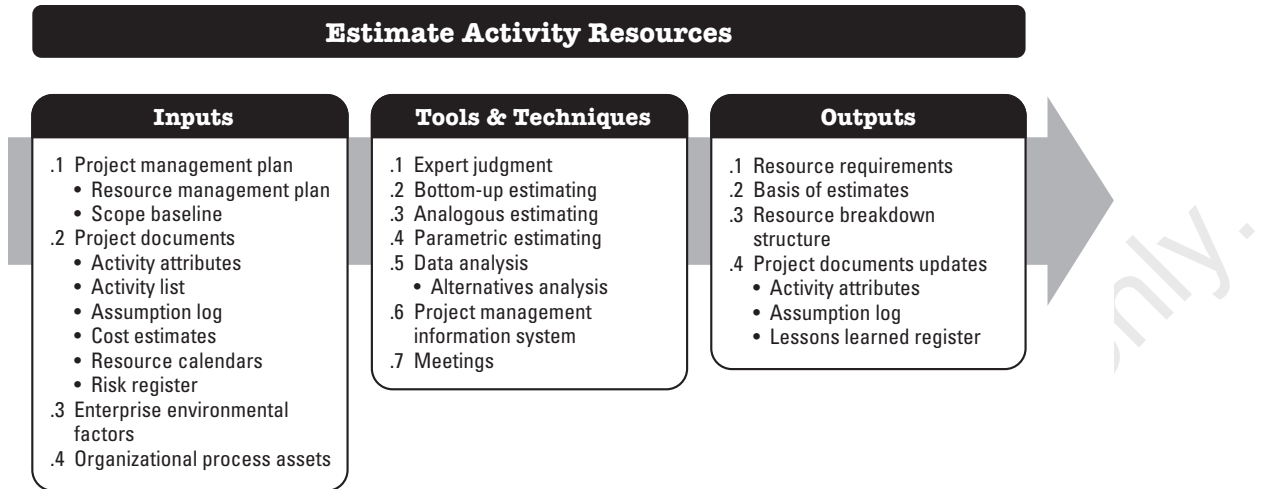 Estimate Activity Resources
Inputs
.1 Project management plan
• Resource management plan
• Scope baseline
.2 Project documents
• Activity attributes
• Activity list
• Assumption log
• Cost estimates
• Resource calendars
• Risk register
.3 Enterprise environmental
factors
.4 Organizational process assets
Tools & Techniques
.1 Expert judgment
.2 Bottom-up estimating
.3 Analogous estimating
.4 Parametric estimating
.5 Data analysis
• Alternatives analysis
.6 Project management
information system
.7 Meetings
Outputs
.1 Resource requirements
.2 Basis of estimates
.3 Resource breakdown
structure
.4 Project documents updates
• Activity attributes
• Assumption log
• Lessons learned register